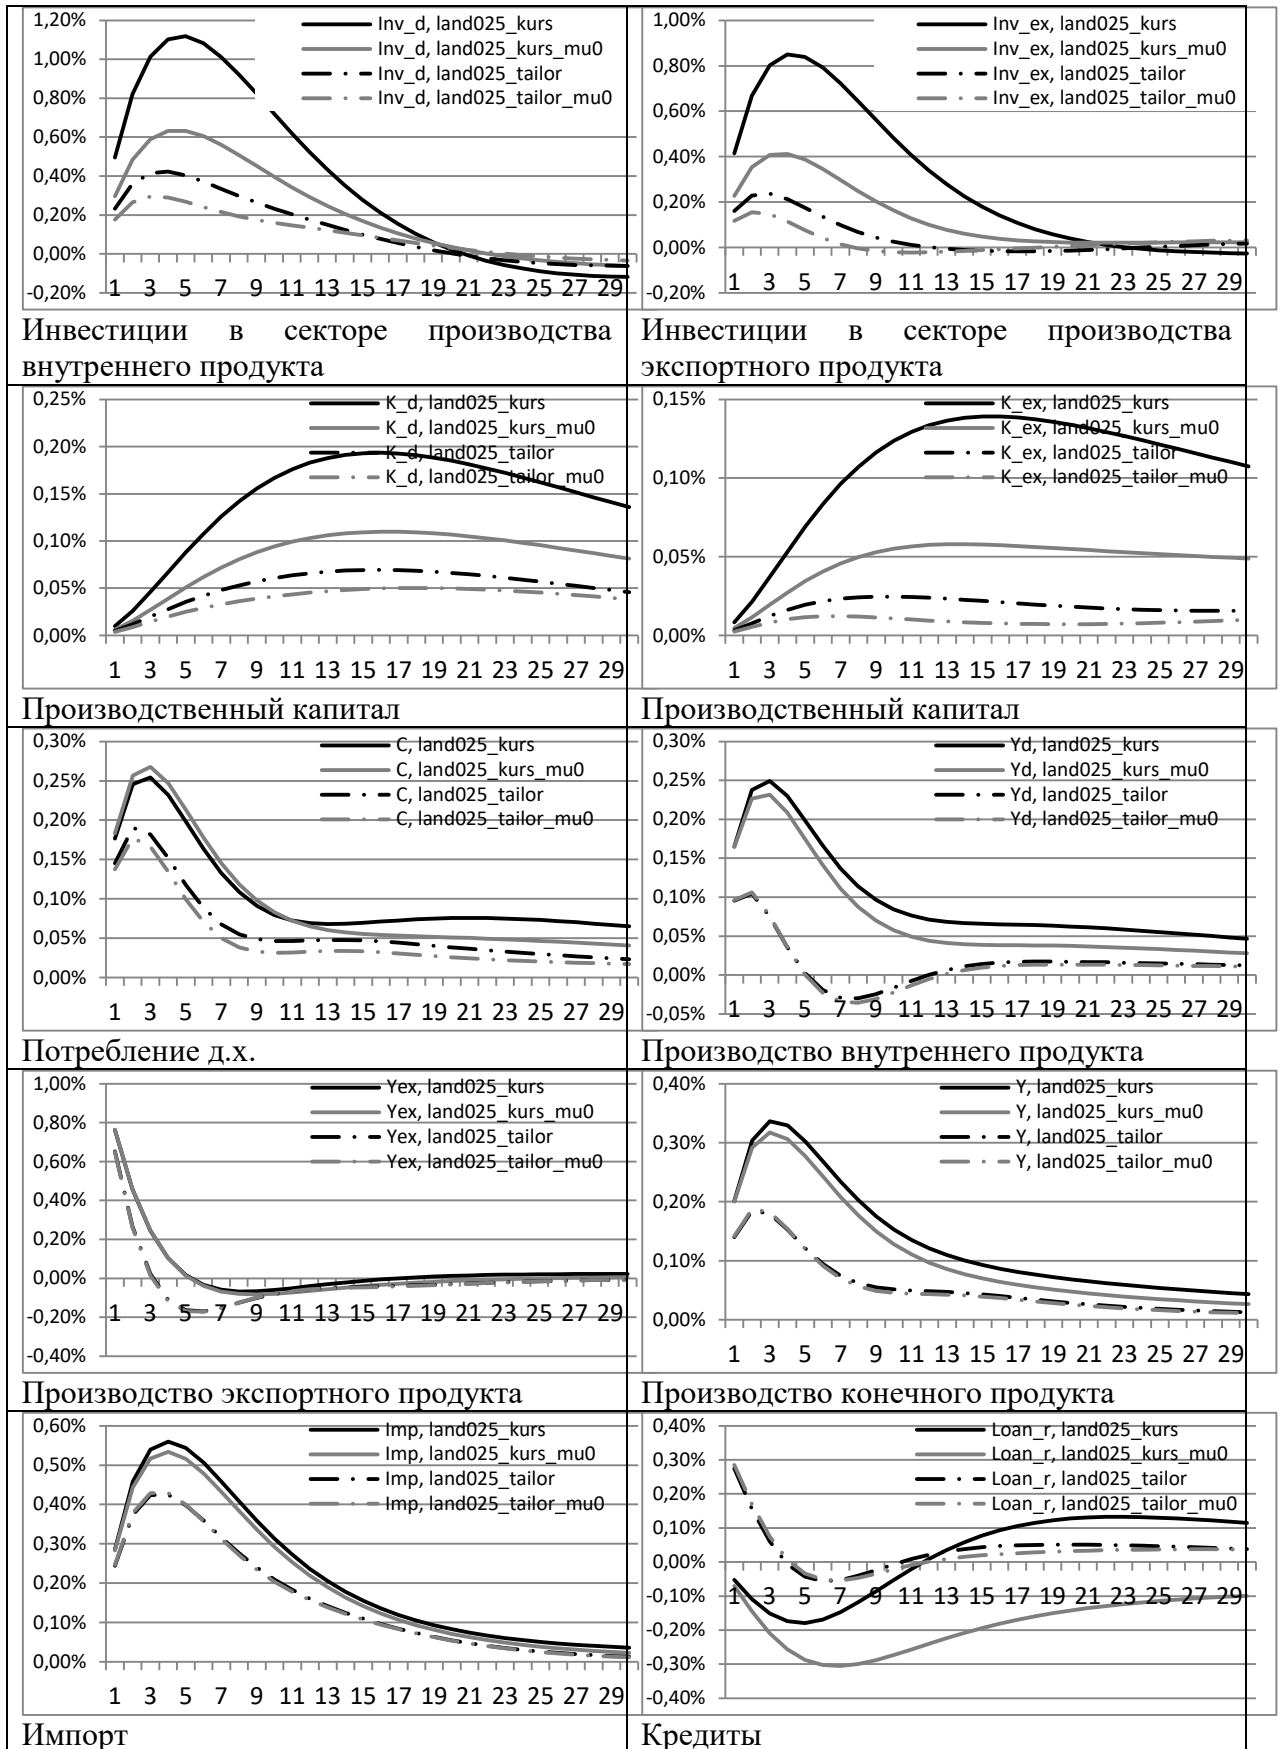 1,20%
1,00%
0,80%
0,60%
0,40%
0,20%
0,00%
-0,20%
Inv_d, land025_kurs
Inv_d, land025_kurs_mu0
Inv_d, land025_tailor
Inv_d, land025_tailor_mu0
1 3 5 7 9 11 13 15 17 19 21 23 25 27 29
Инвестиции в секторе производства
внутреннего продукта
1,00%
0,80%
0,60%
0,40%
0,20%
0,00%
-0,20%
Inv_ex, land025_kurs
Inv_ex, land025_kurs_mu0
Inv_ex, land025_tailor
Inv_ex, land025_tailor_mu0
1 3 5 7 9 11 13 15 17 19 21 23 25 27 29
Инвестиции в секторе производства
экспортного продукта
0,25%
0,20%
0,15%
0,10%
0,05%
0,00%
K_d, land025_kurs
K_d, land025_kurs_mu0
K_d, land025_tailor
K_d, land025_tailor_mu0
1 3 5 7 9 11 13 15 17 19 21 23 25 27 29
Производственный капитал
0,15%
0,10%
0,05%
0,00%
K_ex, land025_kurs
K_ex, land025_kurs_mu0
K_ex, land025_tailor
K_ex, land025_tailor_mu0
1 3 5 7 9 11 13 15 17 19 21 23 25 27 29
Производственный капитал
0,30%
0,25%
0,20%
0,15%
0,10%
0,05%
0,00%
C, land025_kurs
C, land025_kurs_mu0
C, land025_tailor
C, land025_tailor_mu0
1 3 5 7 9 11 13 15 17 19 21 23 25 27 29
Потребление д.х.
0,30%
0,25%
0,20%
0,15%
0,10%
0,05%
0,00%
-0,05%
Yd, land025_kurs
Yd, land025_kurs_mu0
Yd, land025_tailor
Yd, land025_tailor_mu0
1 3 5 7 9 11 13 15 17 19 21 23 25 27 29
Производство внутреннего продукта
1,00%
0,80%
0,60%
0,40%
0,20%
0,00%
-0,20%
-0,40%
Yex, land025_kurs
Yex, land025_kurs_mu0
Yex, land025_tailor
Yex, land025_tailor_mu0
1 3 5 7 9 11 13 15 17 19 21 23 25 27 29
Производство экспортного продукта
0,40%
0,30%
0,20%
0,10%
0,00%
Y, land025_kurs
Y, land025_kurs_mu0
Y, land025_tailor
Y, land025_tailor_mu0
1 3 5 7 9 11 13 15 17 19 21 23 25 27 29
Производство конечного продукта
0,60%
0,50%
0,40%
0,30%
0,20%
0,10%
0,00%
Imp, land025_kurs
Imp, land025_kurs_mu0
Imp, land025_tailor
Imp, land025_tailor_mu0
1 3 5 7 9 11 13 15 17 19 21 23 25 27 29
Импорт
0,40%
0,30%
0,20%
0,10%
0,00%
-0,10%
-0,20%
-0,30%
-0,40%
Loan_r, land025_kurs
Loan_r, land025_kurs_mu0
Loan_r, land025_tailor
Loan_r, land025_tailor_mu0
1 3 5 7 9 11 13 15 17 19 21 23 25 27 29
Кредиты